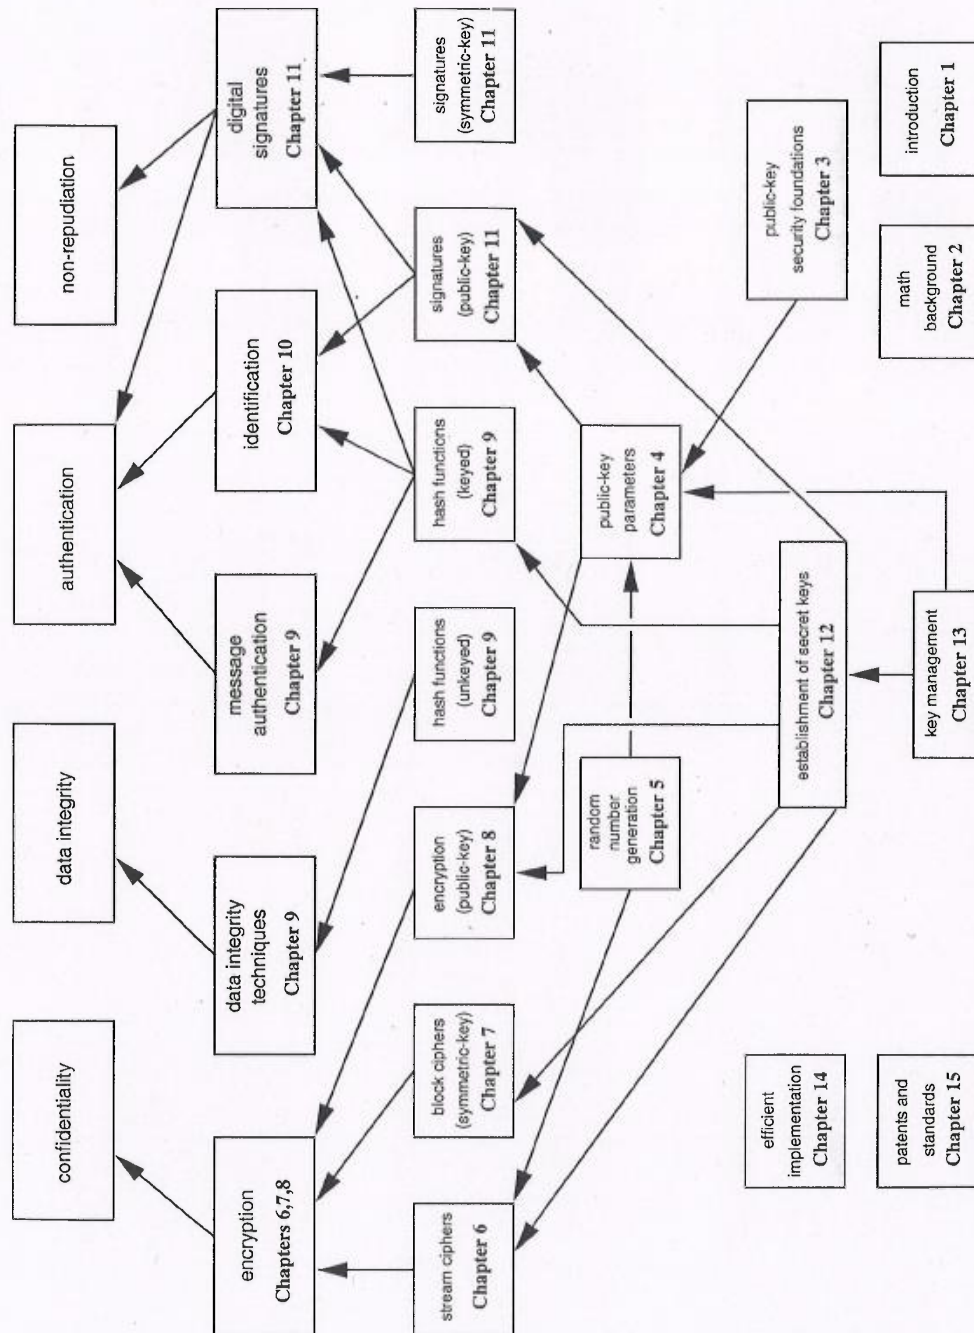 confidentiality
data integrity
authentication
non-repudiation
encryption
Chapters 6,7,8
data integrity
techniques
Chapter 9
message
authentication
Chapter 9
identification
Chapter 10
digital
signatures
Chapter 11
stream ciphers
Chapter 6
block ciphers
(symmetric-key)
Chapter 7
encryption
(public-key)
Chapter 8
hash functions
(unkeyed)
Chapter 9
hash functions
(keyed)
Chapter 9
signatures
(public-key)
Chapter 11
signatures
(symmetric-key)
Chapter 11
random
number
generation
Chapter 5
public-key
parameters
Chapter 4
efficient
implementation
Chapter 14
establishment of secret keys
Chapter 12
public-key
security foundations
Chapter 3
patents and
standards
Chapter 15
key management
Chapter 13
math
background
Chapter 2
introduction
Chapter 1